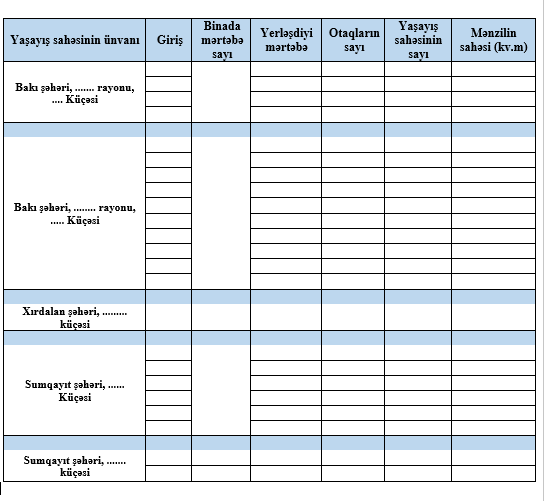 Yaşayış sahəsinin ünvanı Giriş Binada mərtəbə sayı Yerləşdiyi mərtəbə Otaqların sayı Yaşayış sahəsinin sayı Mənzilin sahəsi (kv.m)
Bakı şəhəri, ....... rayonu,
.... Küçəsi
Bakı şəhəri, ........ rayonu,
..... Küçəsi
Xırdalan şəhəri, .........
küçəsi
Sumqayıt şəhəri, ......
Küçəsi
Sumqayıt şəhəri, .......
küçəsi